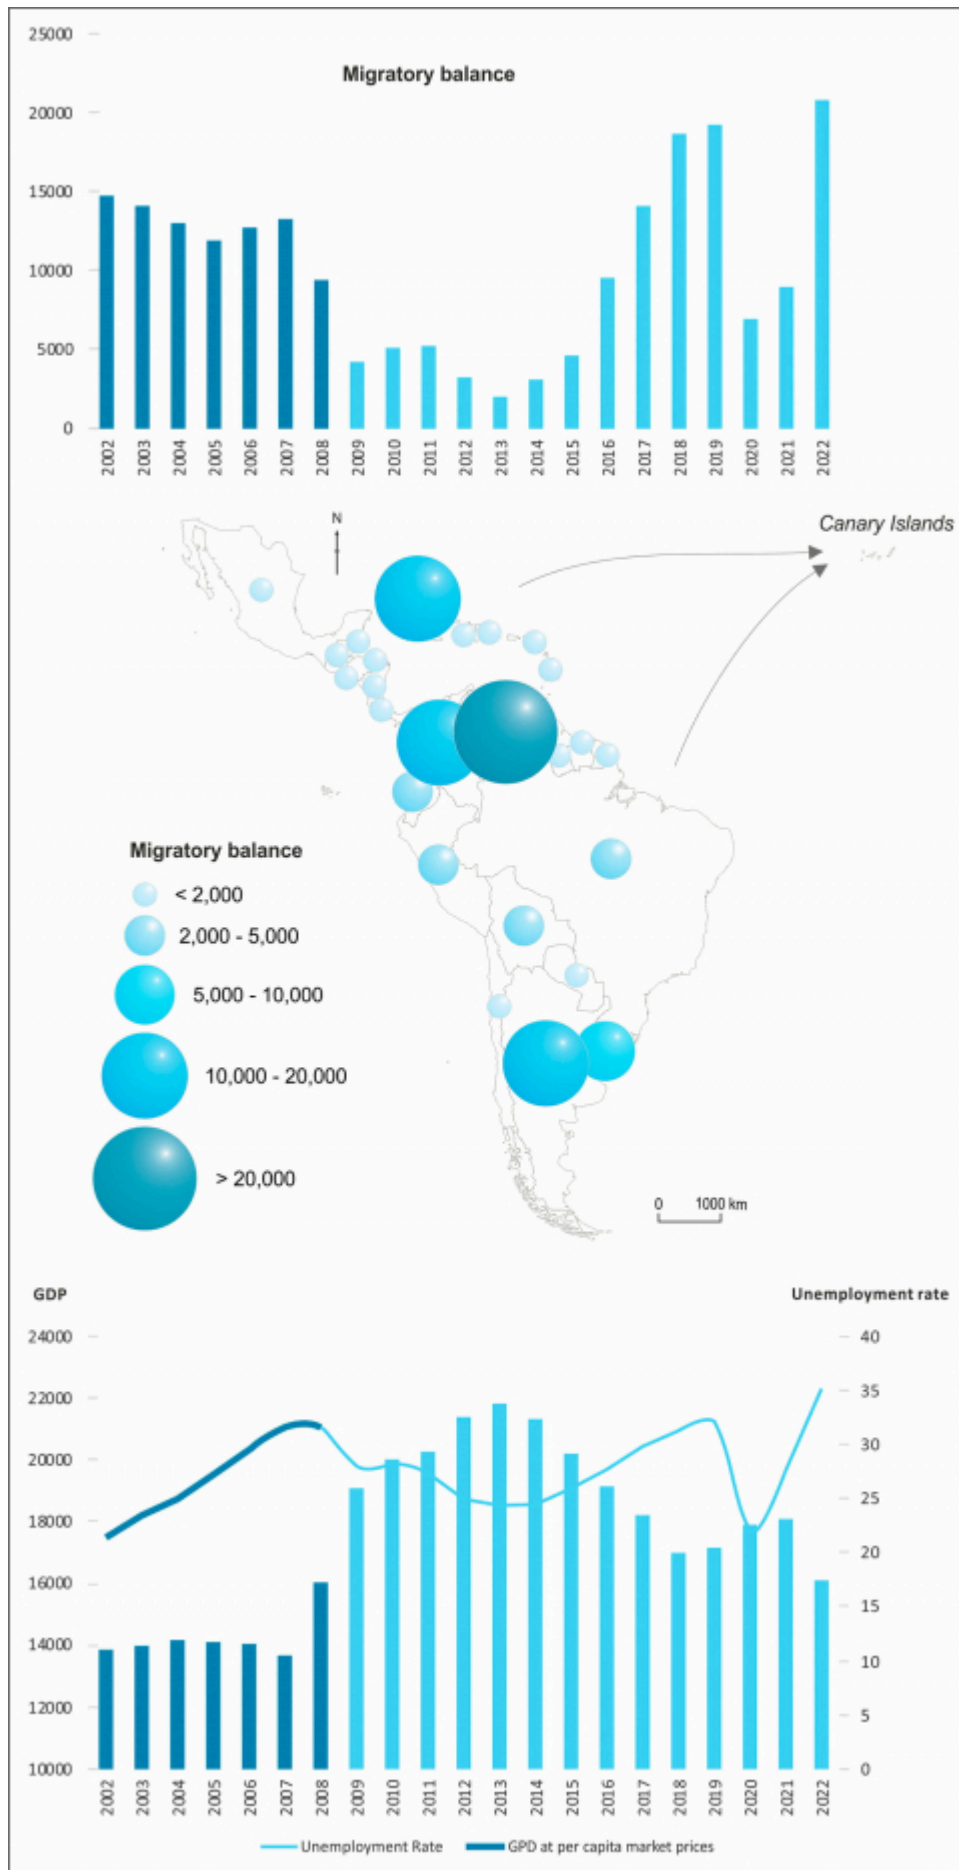 Migratory balance
25000
20000
15000
10000
5000
0
2002 2003 2004 2005 2006 2007 2008 2009 2010 2011 2012 2013 2014 2015 2016 2017 2018 2019 2020 2021 2022
N
Canary Islands
Migratory balance
< 2,000
2,000 - 5,000
5,000 - 10,000
10,000 - 20,000
> 20,000
0 1000 km
GDP
Unemployment rate
24000
22000
20000
18000
16000
14000
12000
10000
40
35
30
25
20
15
10
5
0
2002 2003 2004 2005 2006 2007 2008 2009 2010 2011 2012 2013 2014 2015 2016 2017 2018 2019 2020 2021 2022
Unemployment Rate
GPD at per capita market prices